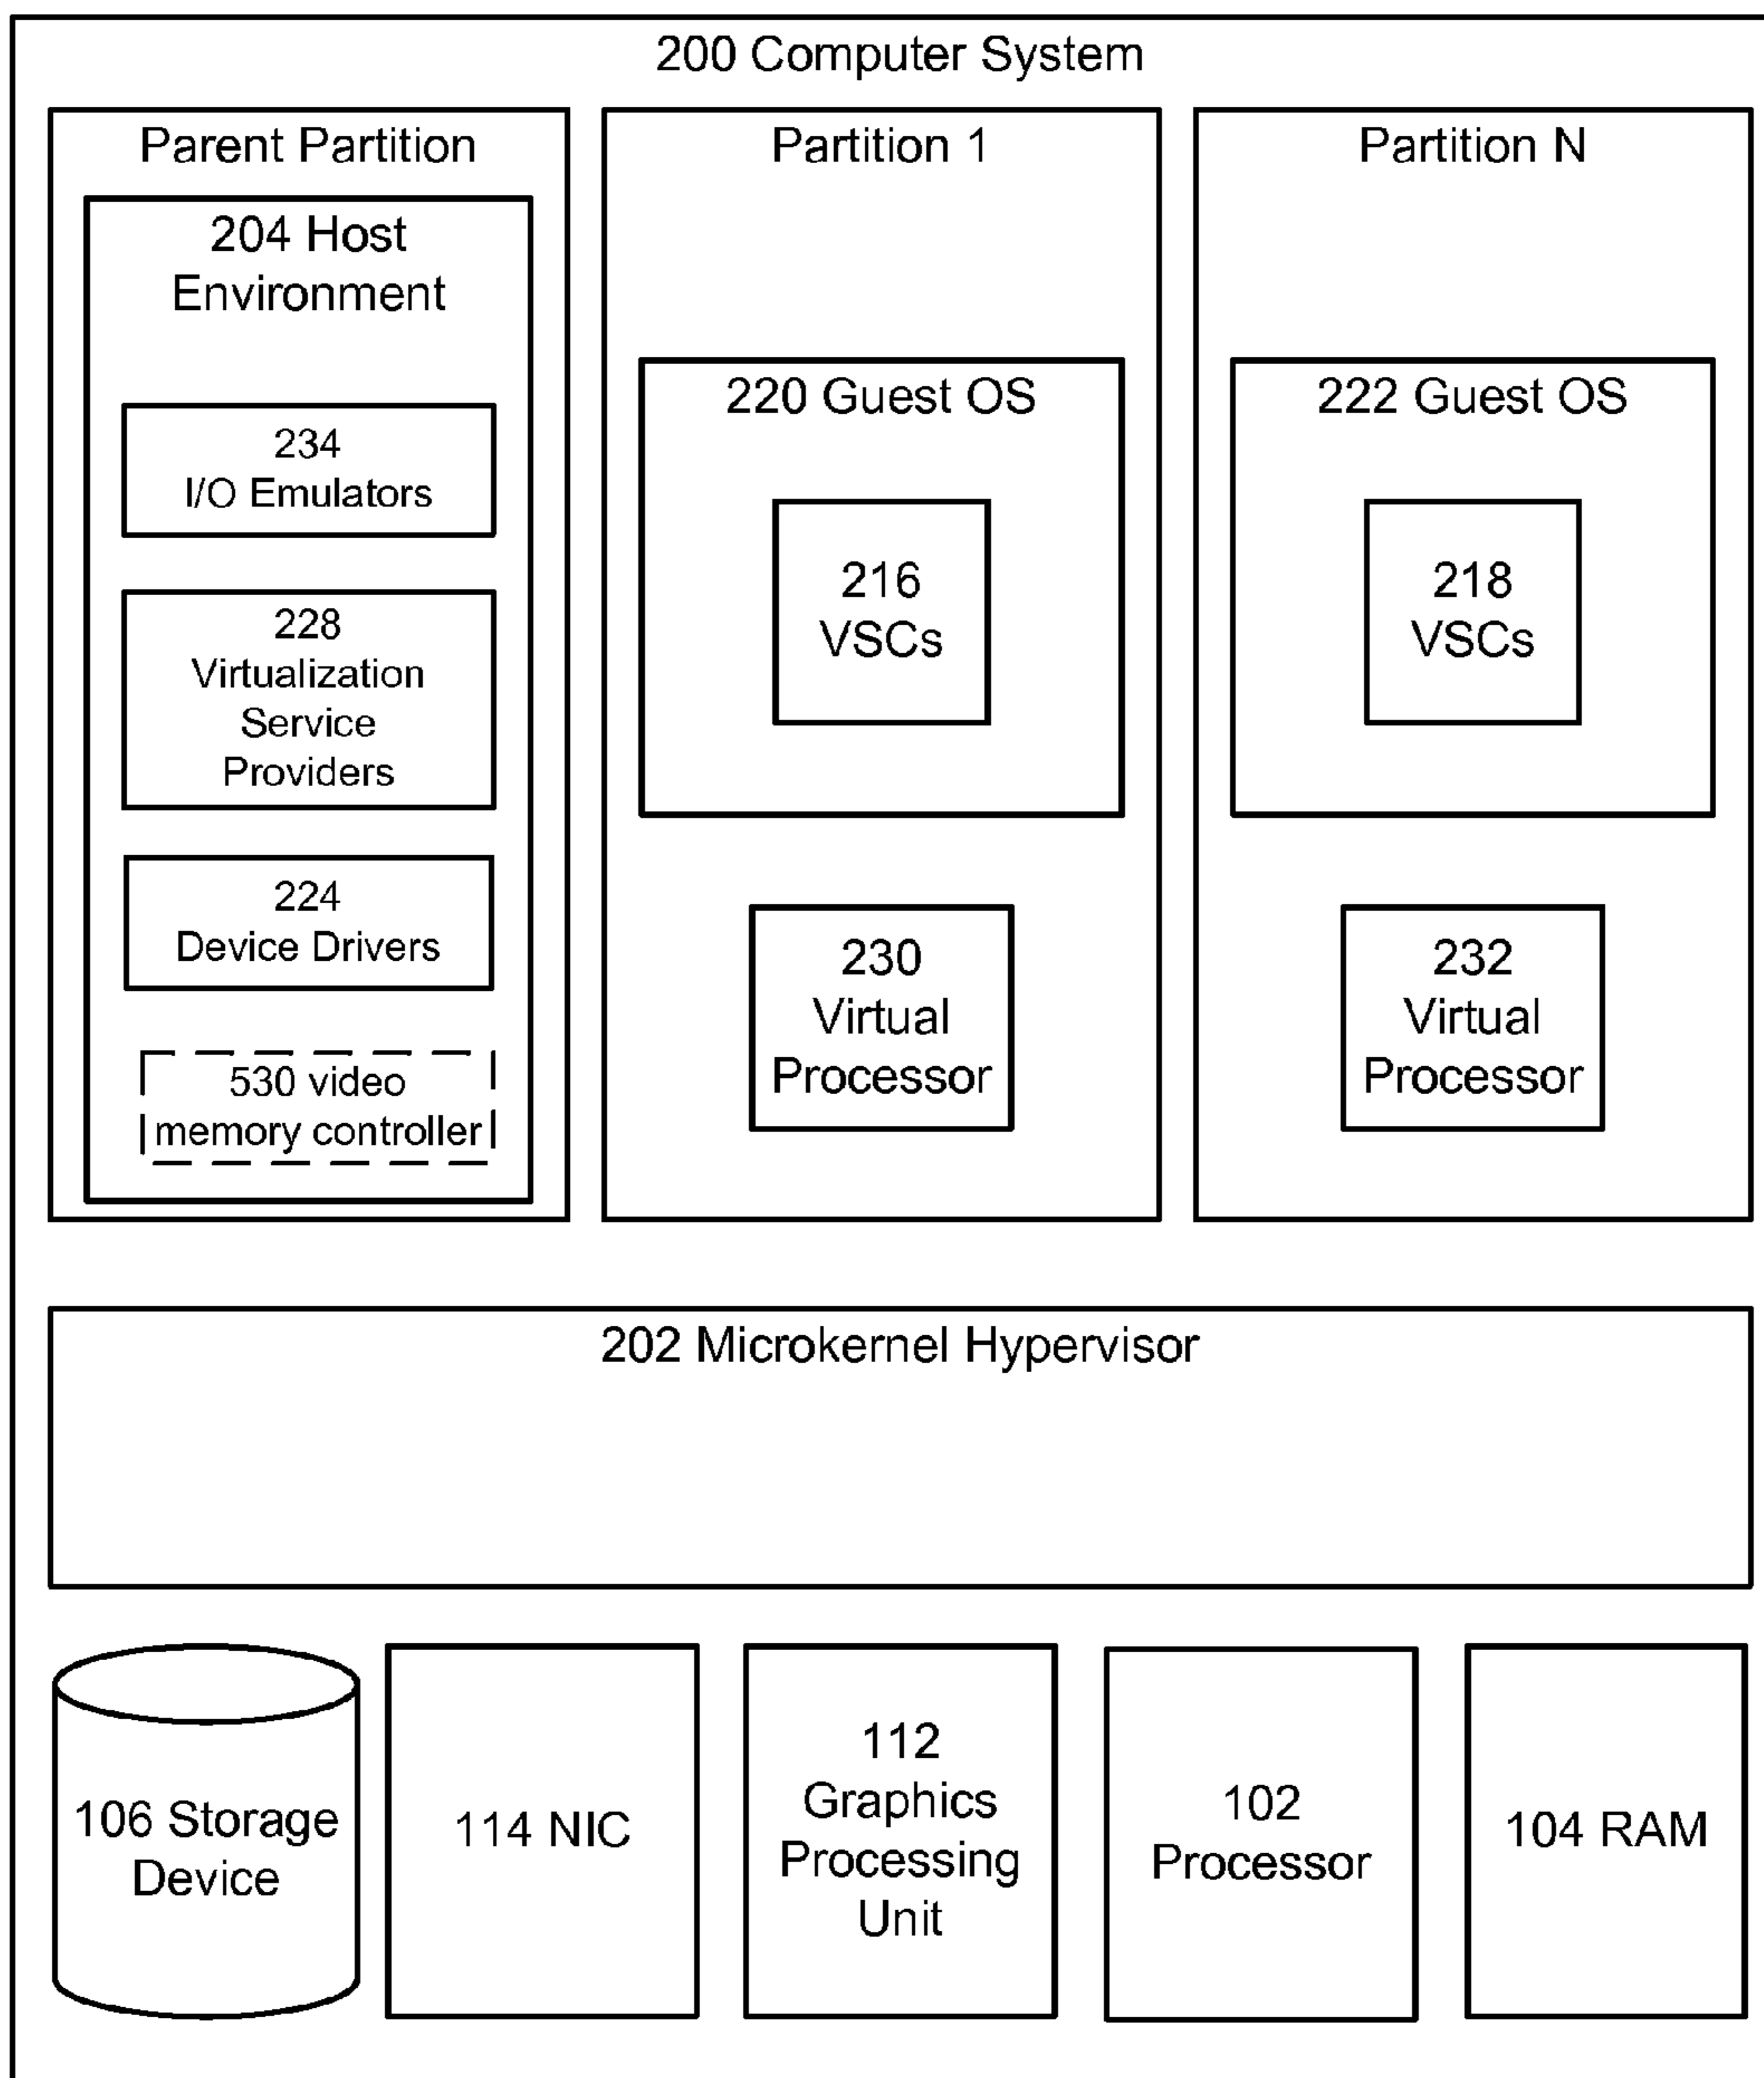 200 Computer System
Parent Partition
204 Host
Environment
234
I/O Emulators
228
Virtualization
Service
Providers
224
Device Drivers
530 video
memory controller
Partition 1
220 Guest OS
216
VSCs
230
Virtual
Processor
Partition N
222 Guest OS
218
VSCs
232
Virtual
Processor
202 Microkernel Hypervisor
106 Storage
Device
114 NIC
112
Graphics
Processing
Unit
102
Processor
104 RAM